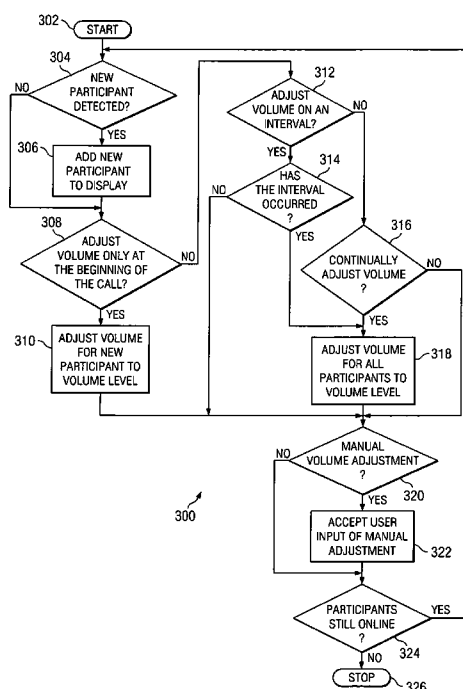 302
START
304
NEW
PARTICIPANT
DETECTED?
NO
YES
306
ADD NEW
PARTICIPANT
TO DISPLAY
308
ADJUST
VOLUME ONLY AT
THE BEGINNING OF
THE CALL?
NO
YES
310
ADJUST VOLUME
FOR NEW
PARTICIPANT TO
VOLUME LEVEL
312
ADJUST
VOLUME ON AN
INTERVAL?
NO
YES
314
HAS
THE INTERVAL
OCCURRED
?
NO
YES
316
CONTINUALLY
ADJUST VOLUME
?
NO
YES
ADJUST VOLUME
FOR ALL
PARTICIPANTS TO
VOLUME LEVEL
318
MANUAL
VOLUME ADJUSTMENT
?
NO
320
YES
300
ACCEPT USER
INPUT OF MANUAL
ADJUSTMENT
322
PARTICIPANTS
STILL ONLINE
?
YES
324
NO
STOP
326